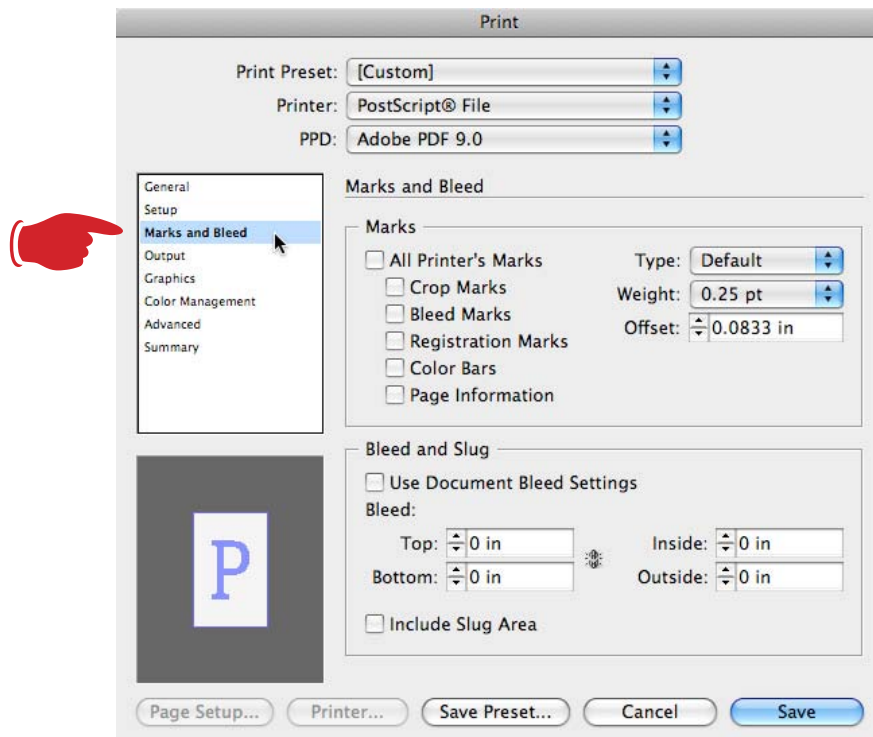 Print
Print Preset: [Custom]
Printer: PostScript® File
PPD: Adobe PDF 9.0
General
Setup
Marks and Bleed
Output
Graphics
Color Management
Advanced
Summary
Marks and Bleed
Marks
All Printer's Marks
Crop Marks
Bleed Marks
Registration Marks
Color Bars
Page Information
Type: Default
Weight: 0.25 pt
Offset: 0.0833 in
Bleed and Slug
Use Document Bleed Settings
Bleed:
Top: 0 in
Bottom: 0 in
Inside: 0 in
Outside: 0 in
Include Slug Area
P
Page Setup...
Printer...
Save Preset...
Cancel
Save